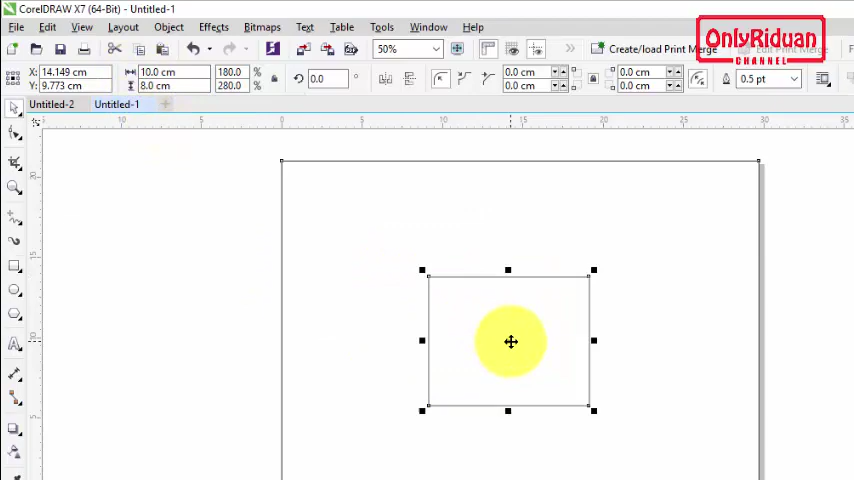 CorelDRAW X7 (64-Bit) - Untitled-1
File Edit View Layout Object Effects Bitmaps Text Table Tools Window Help
50% Create/load Print Merge
OnlyRiduan
CHANNEL
X: 14.149 cm 10.0 cm 180.0 % 0.0 ° 0.0 cm 0.0 cm 0.5 pt
Y: 9.773 cm 8.0 cm 280.0 % 0.0 cm 0.0 cm
Untitled-2 Untitled-1
10 5 0 5 10 15 20 25 30 35
20
15
10
5